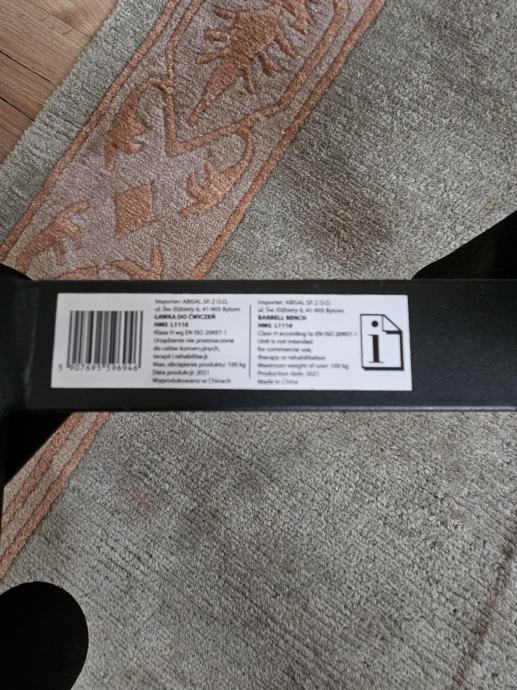 Importer: ABISAL SP. Z O.O.
ul. Św. Elżbiety 6, 41-905 Bytom
ŁAWKA DO ĆWICZEŃ
HMS L1110
Klasa H wg EN ISO 20957-1
Urządzenie nie przeznaczone
do celów komercyjnych,
terapii i rehabilitacji.
Max. obciążenie produktu: 100 kg
Data produkcji: 2021
Wyprodukowano w Chinach
5 907695 596946
Importer: ABISAL SP. Z O.O.
ul. Św. Elżbiety 6, 41-905 Bytom
BARBELL BENCH
HMS L1110
Class H according to EN ISO 20957-1
Unit is not intended
for commercial use,
therapy or rehabilitation
Maximum weight of user: 100 kg
Production date: 2021
Made in China
i